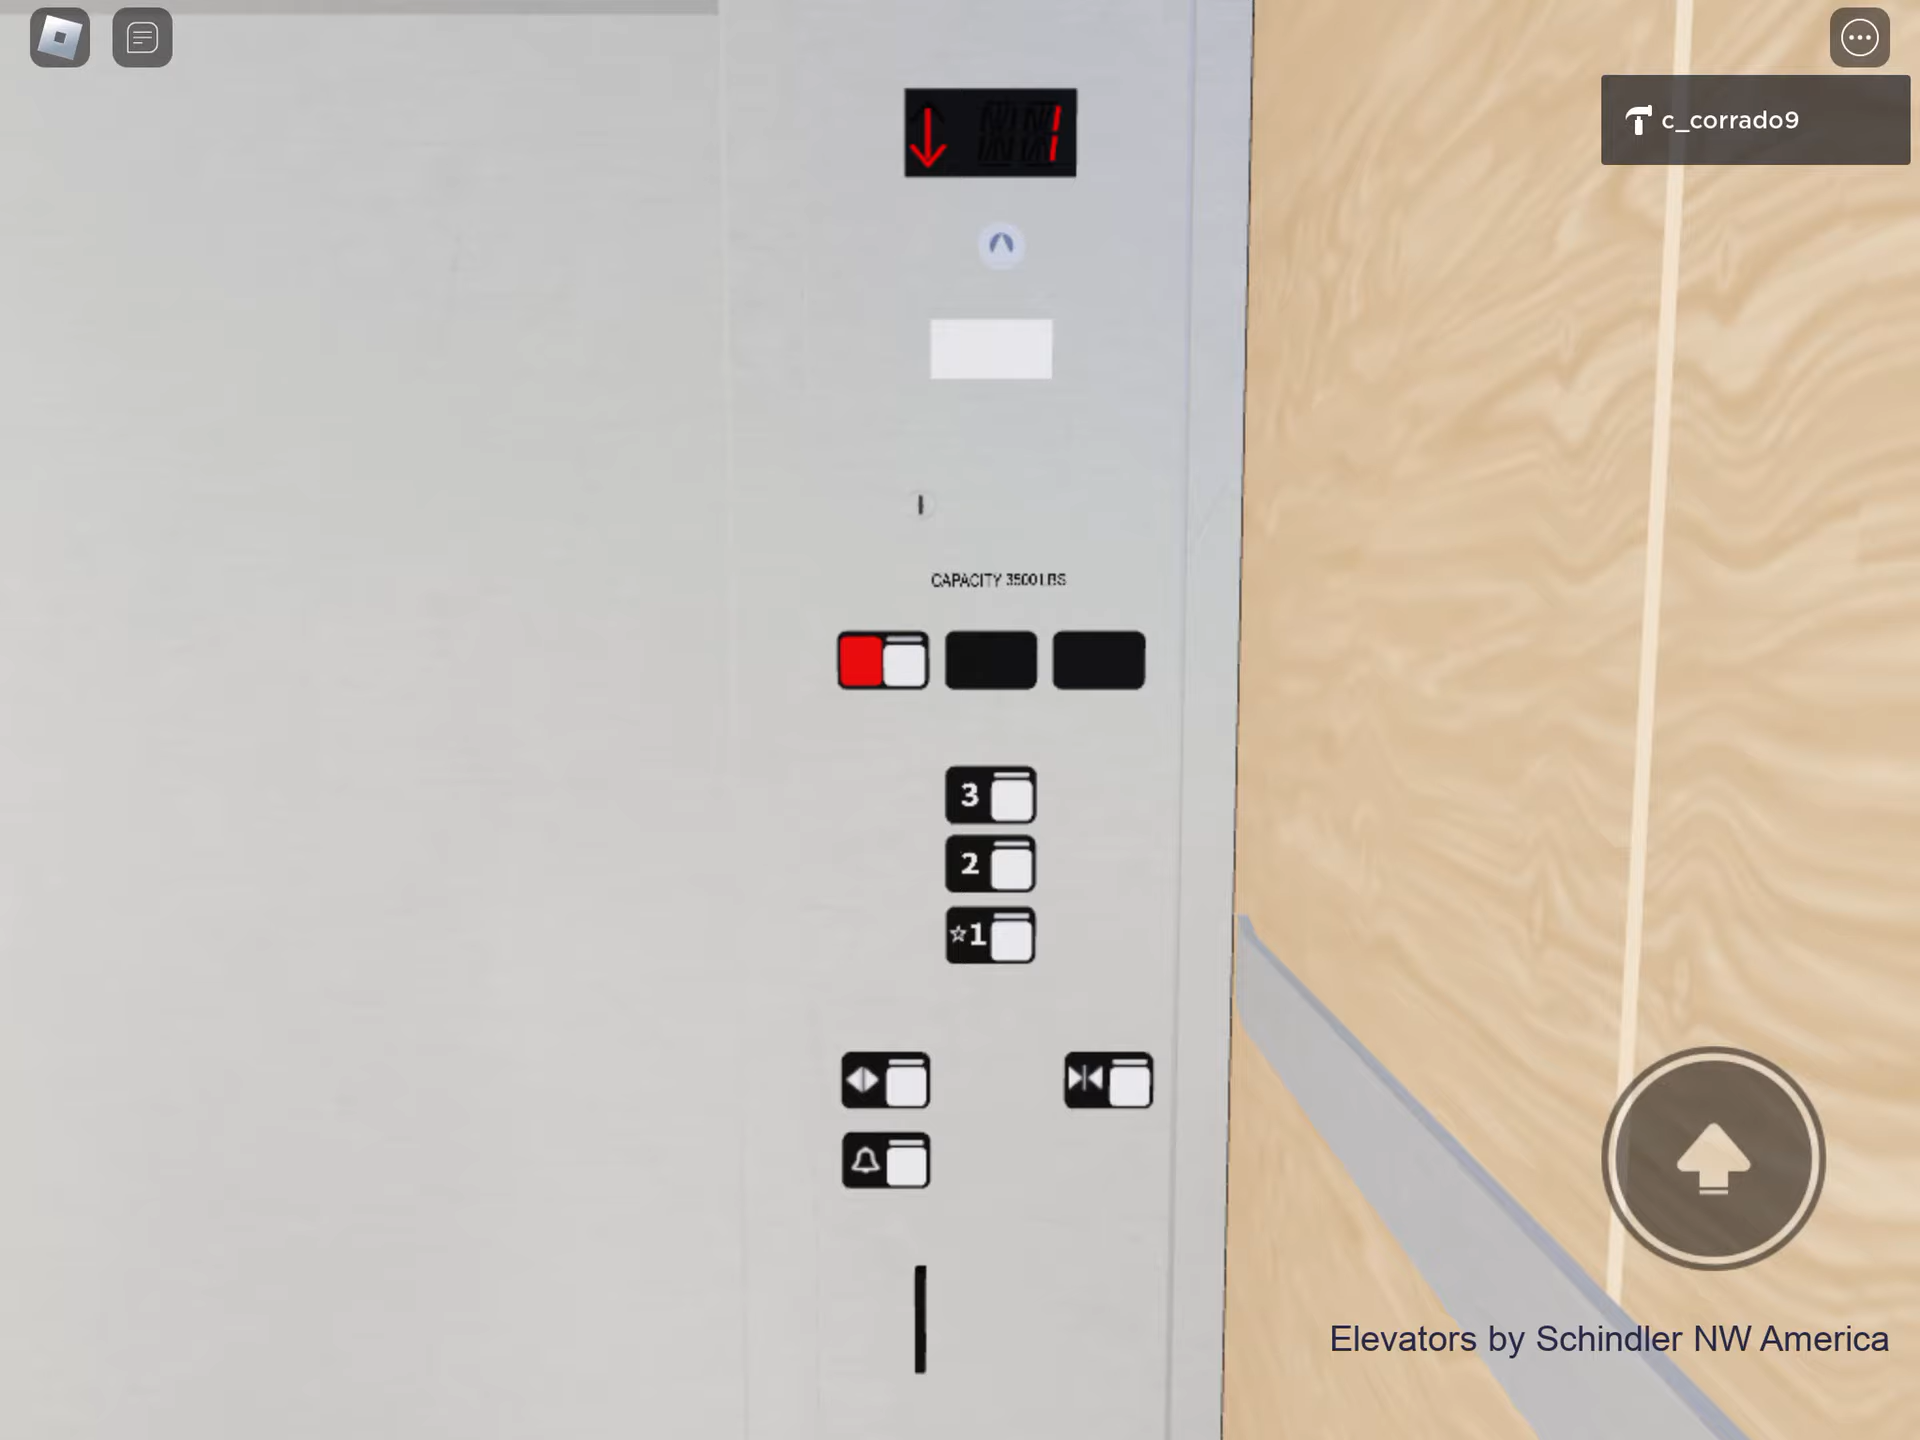 1
c_corrado9
CAPACITY 3500 LBS
3
2
☆1
Elevators by Schindler NW America